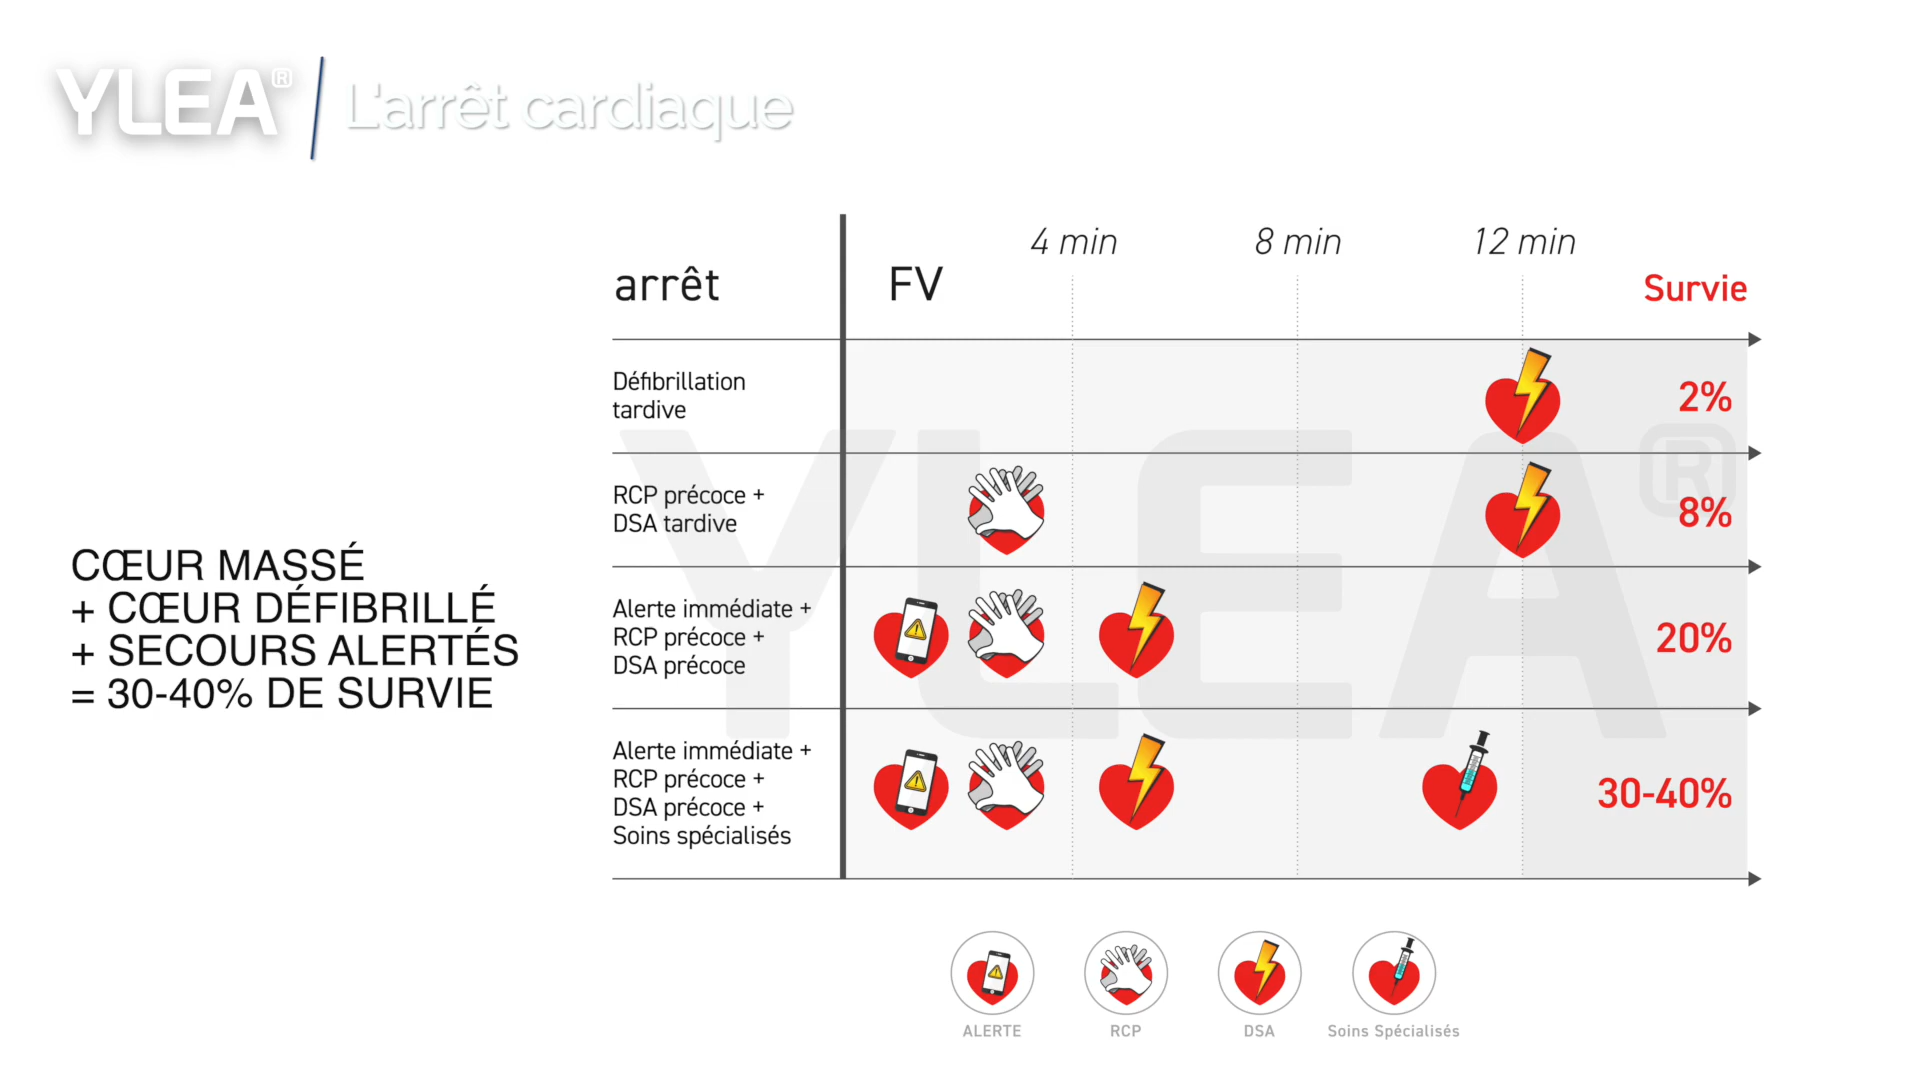 YLEA® L'arrêt cardiaque
4 min 8 min 12 min
arrêt FV Survie
Défibrillation
tardive
2%
RCP précoce +
DSA tardive
8%
Alerte immédiate +
RCP précoce +
DSA précoce
20%
Alerte immédiate +
RCP précoce +
DSA précoce +
Soins spécialisés
30-40%
CŒUR MASSÉ
+ CŒUR DÉFIBRILLÉ
+ SECOURS ALERTÉS
= 30-40% DE SURVIE
YLEA®
ALERTE RCP DSA Soins Spécialisés